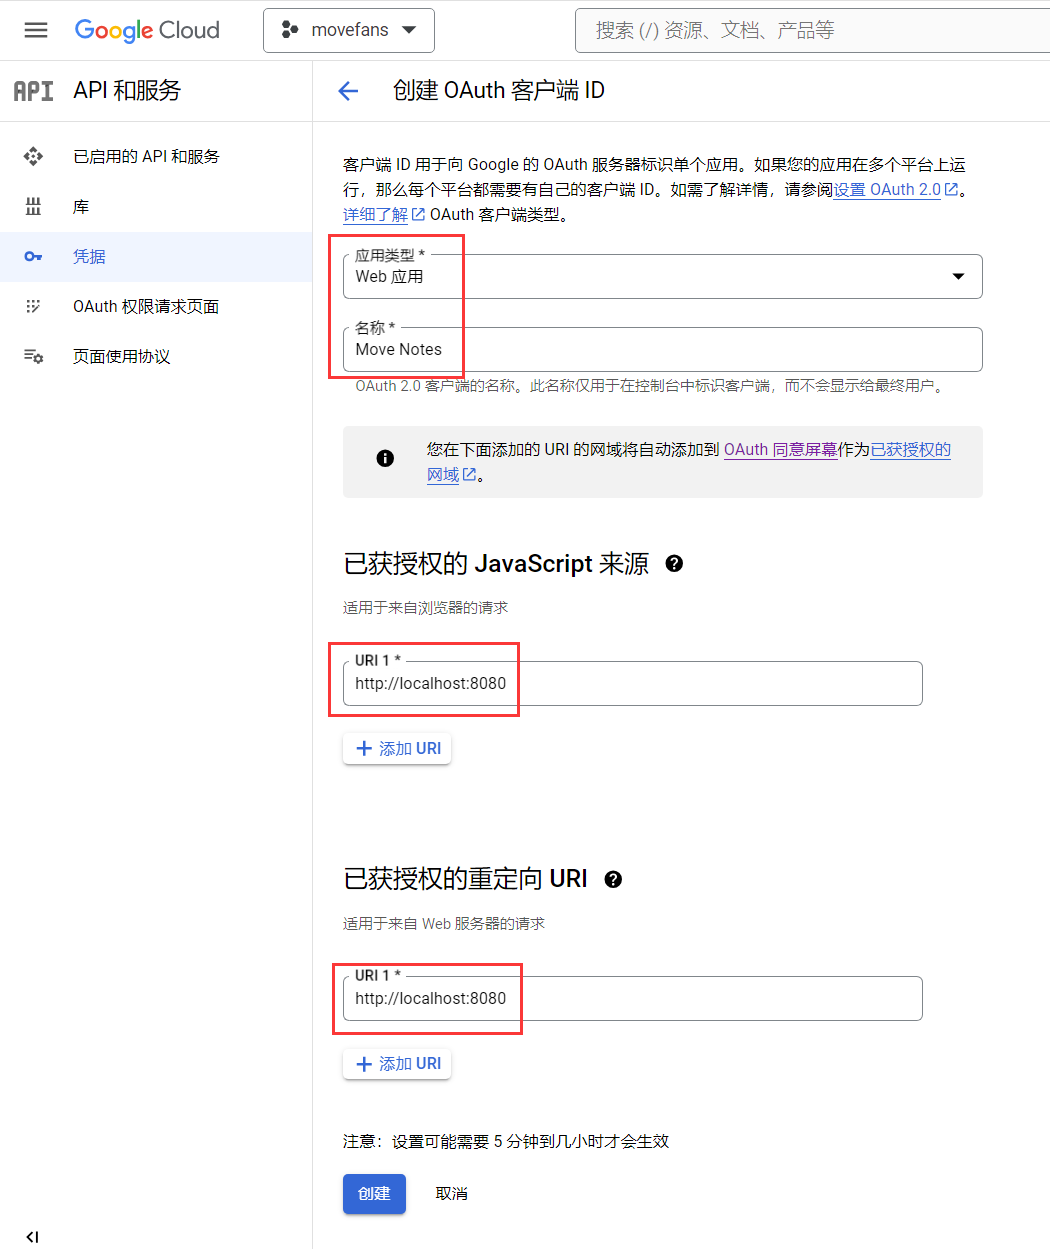 Google Cloud
movefans
搜索 (/) 资源、文档、产品等
API
API 和服务
创建 OAuth 客户端 ID
已启用的 API 和服务
库
凭据
OAuth 权限请求页面
页面使用协议
客户端 ID 用于向 Google 的 OAuth 服务器标识单个应用。如果您的应用在多个平台上运
行，那么每个平台都需要有自己的客户端 ID。如需了解详情，请参阅设置 OAuth 2.0。
详细了解 OAuth 客户端类型。
应用类型 *
Web 应用
名称 *
Move Notes
OAuth 2.0 客户端的名称。此名称仅用于在控制台中标识客户端，而不会显示给最终用户。
您在下面添加的 URI 的网域将自动添加到 OAuth 同意屏幕作为已获授权的
网域。
已获授权的 JavaScript 来源
适用于来自浏览器的请求
URI 1 *
http://localhost:8080
添加 URI
已获授权的重定向 URI
适用于来自 Web 服务器的请求
URI 1 *
http://localhost:8080
添加 URI
注意：设置可能需要 5 分钟到几小时才会生效
创建
取消